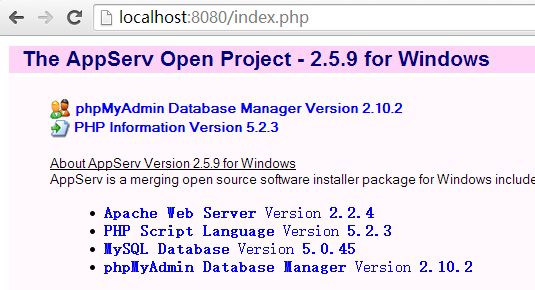 localhost:8080/index.php
The AppServ Open Project - 2.5.9 for Windows
phpMyAdmin Database Manager Version 2.10.2
PHP Information Version 5.2.3
About AppServ Version 2.5.9 for Windows
AppServ is a merging open source software installer package for Windows include
Apache Web Server Version 2.2.4
PHP Script Language Version 5.2.3
MySQL Database Version 5.0.45
phpMyAdmin Database Manager Version 2.10.2